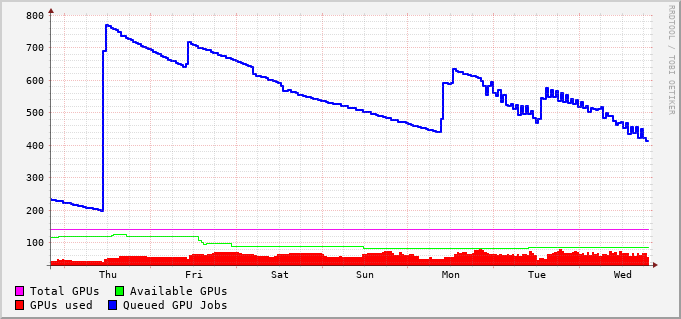 800
700
600
500
400
300
200
100
Thu Fri Sat Sun Mon Tue Wed
Total GPUs Available GPUs
GPUs used Queued GPU Jobs
RRDTOOL / TOBI OETIKER